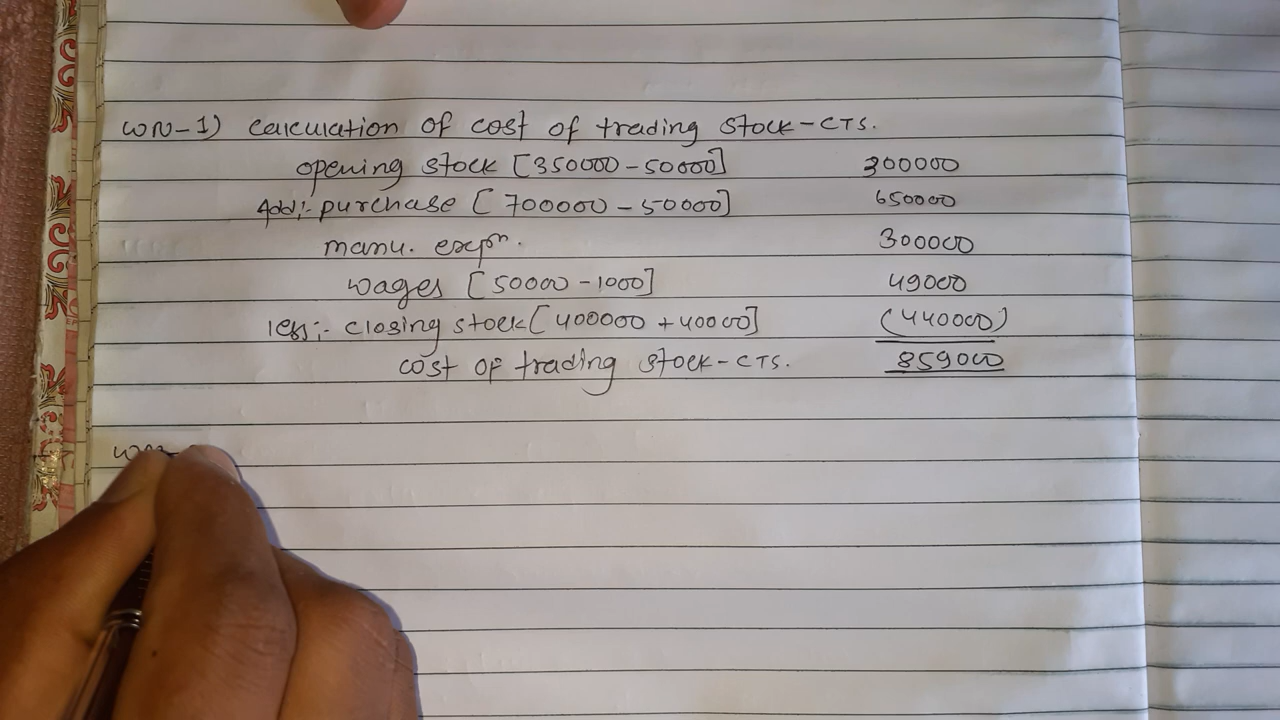 WN-1) Calculation of cost of trading stock-CTS.
opening stock [350000-50000] 300000
Add:- purchase [700000-50000] 650000
manu. expn. 300000
wages [50000-1000] 49000
less:- closing stock [400000+40000] (440000)
cost of trading stock-CTS. 859000